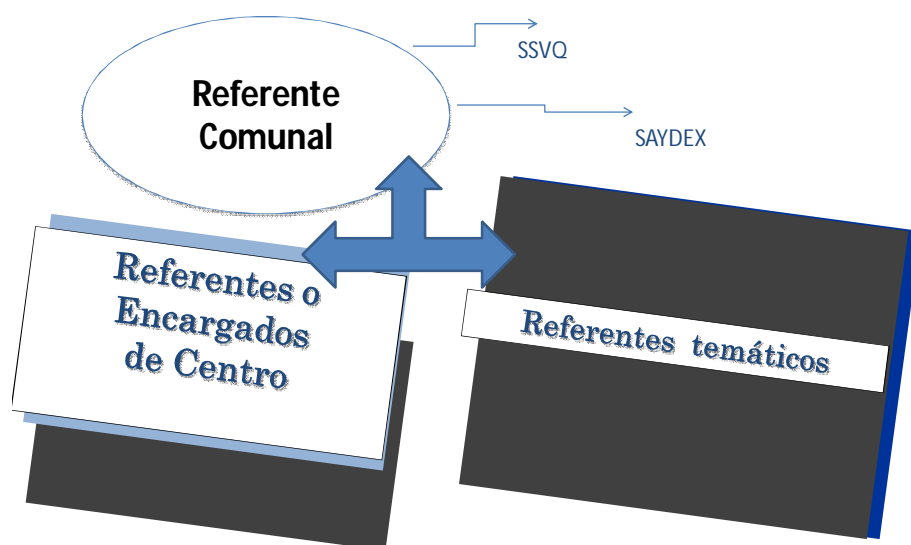 SSVQ
Referente
Comunal
SAYDEX
Referentes o
Encargados
de Centro
Referentes temáticos